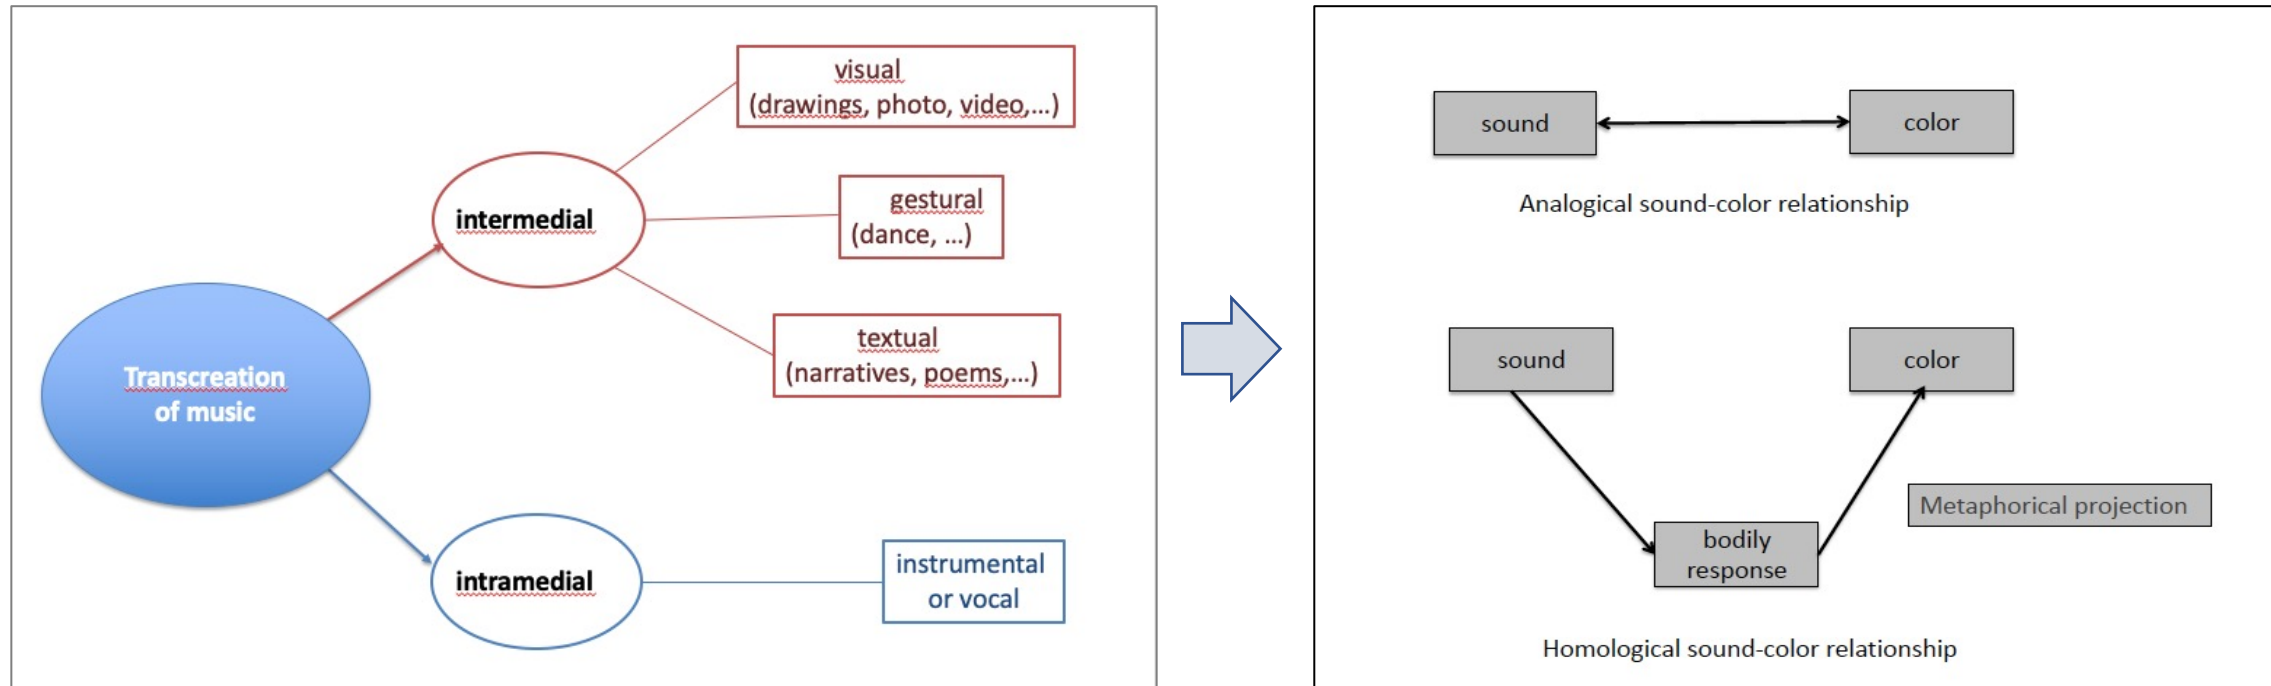 visual
(drawings, photo, video,...)
intermedial
gestural
(dance, ...)
textual
(narratives, poems,...)
Transcreation
of music
intramedial
instrumental
or vocal
sound
color
Analogical sound-color relationship
sound
color
Metaphorical projection
bodily
response
Homological sound-color relationship